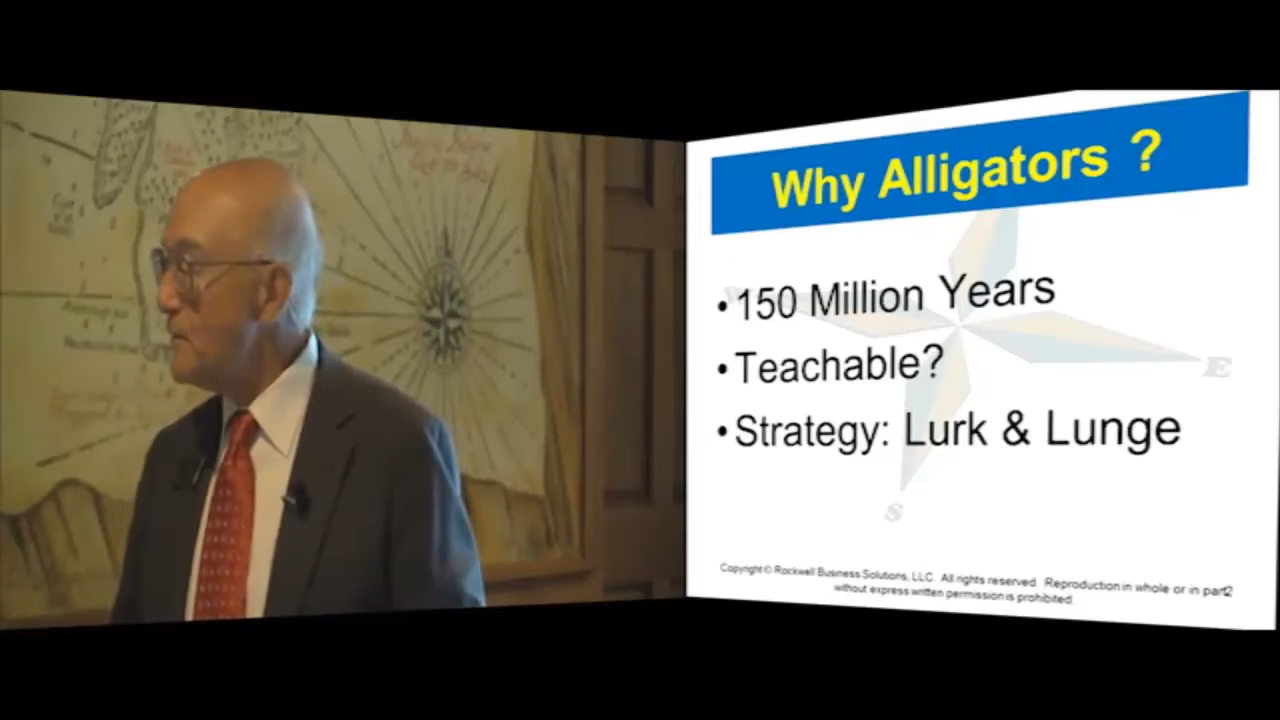 Why Alligators ?
•150 Million Years
•Teachable?
•Strategy: Lurk & Lunge
W
E
S
Copyright © Rockwell Business Solutions, LLC. All rights reserved. Reproduction in whole or in part2
without express written permission is prohibited.